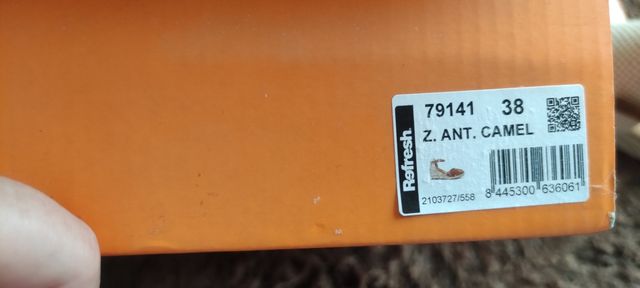 79141 38
Z. ANT. CAMEL
Refresh.
2103727/558
8 445300 636061